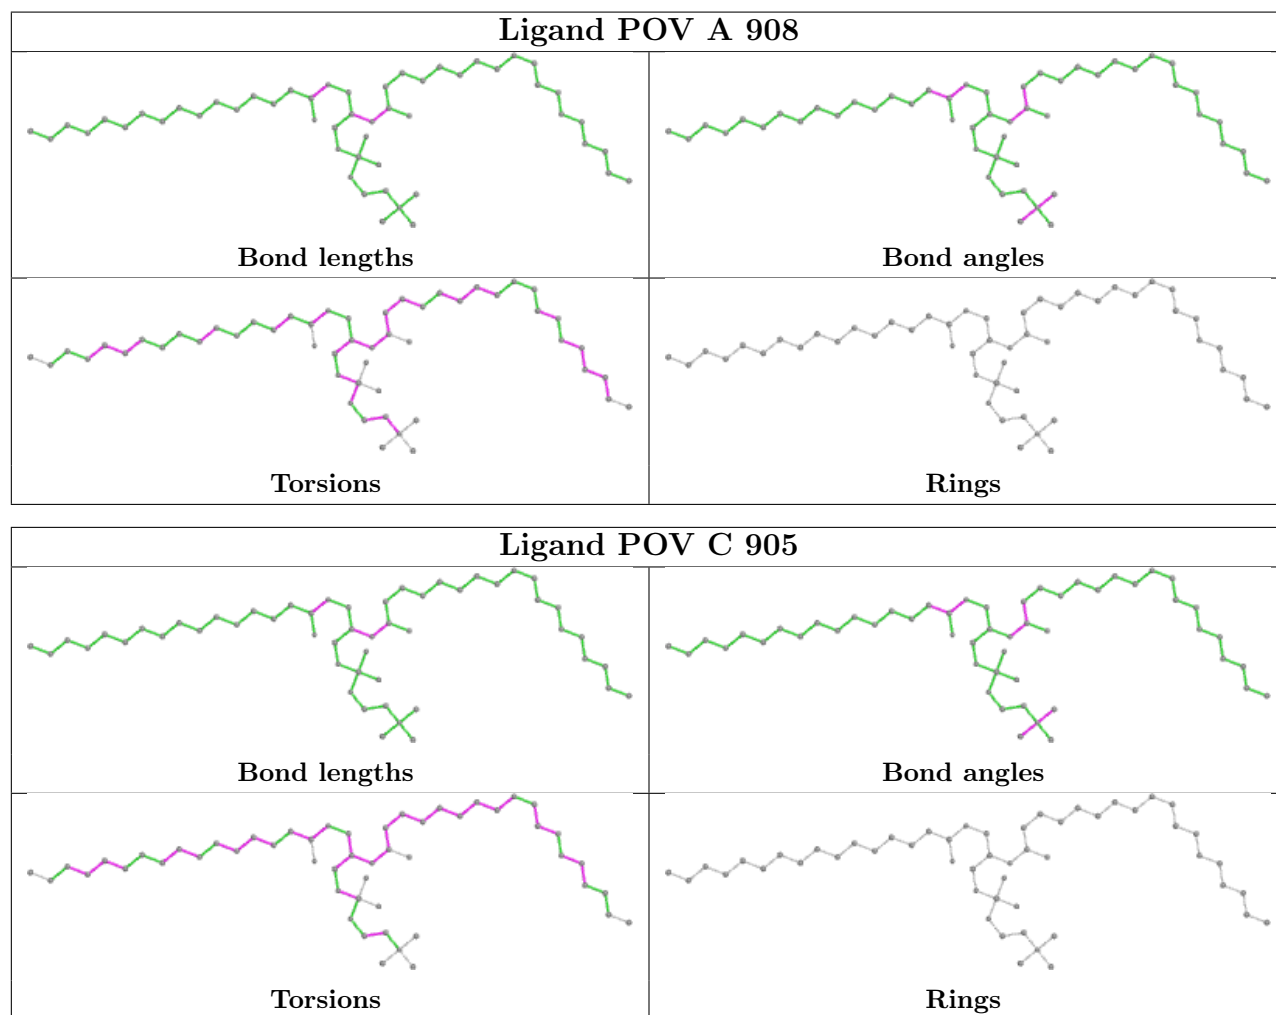 Ligand POV A 908
Bond lengths
Bond angles
Torsions
Rings
Ligand POV C 905
Bond lengths
Bond angles
Torsions
Rings